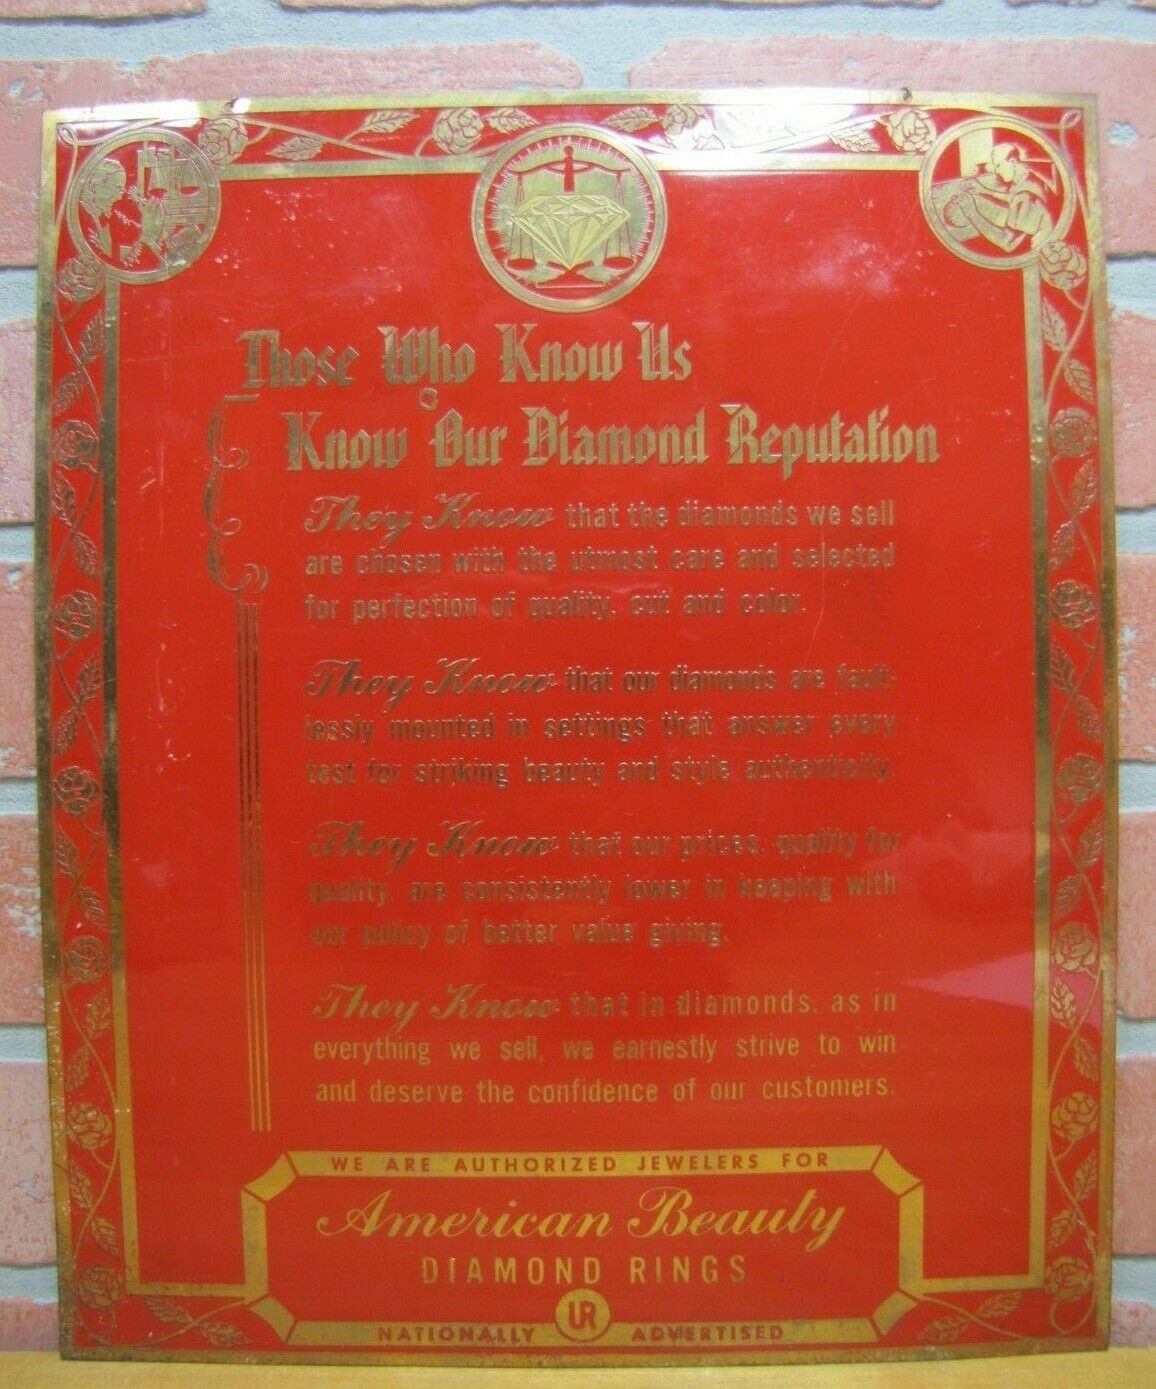 Those Who Know Us
Know Our Diamond Reputation
They Know that the diamonds we sell
are chosen with the utmost care and selected
for perfection of quality, cut and color.
They Know that our diamonds are fault-
lessly mounted in settings that answer every
test for striking beauty and style authenticity.
They Know that our prices, quality for
quality, are consistently lower in keeping with
our policy of better value giving.
They Know that in diamonds, as in
everything we sell, we earnestly strive to win
and deserve the confidence of our customers.
WE ARE AUTHORIZED JEWELERS FOR
American Beauty
DIAMOND RINGS
UR
NATIONALLY ADVERTISED